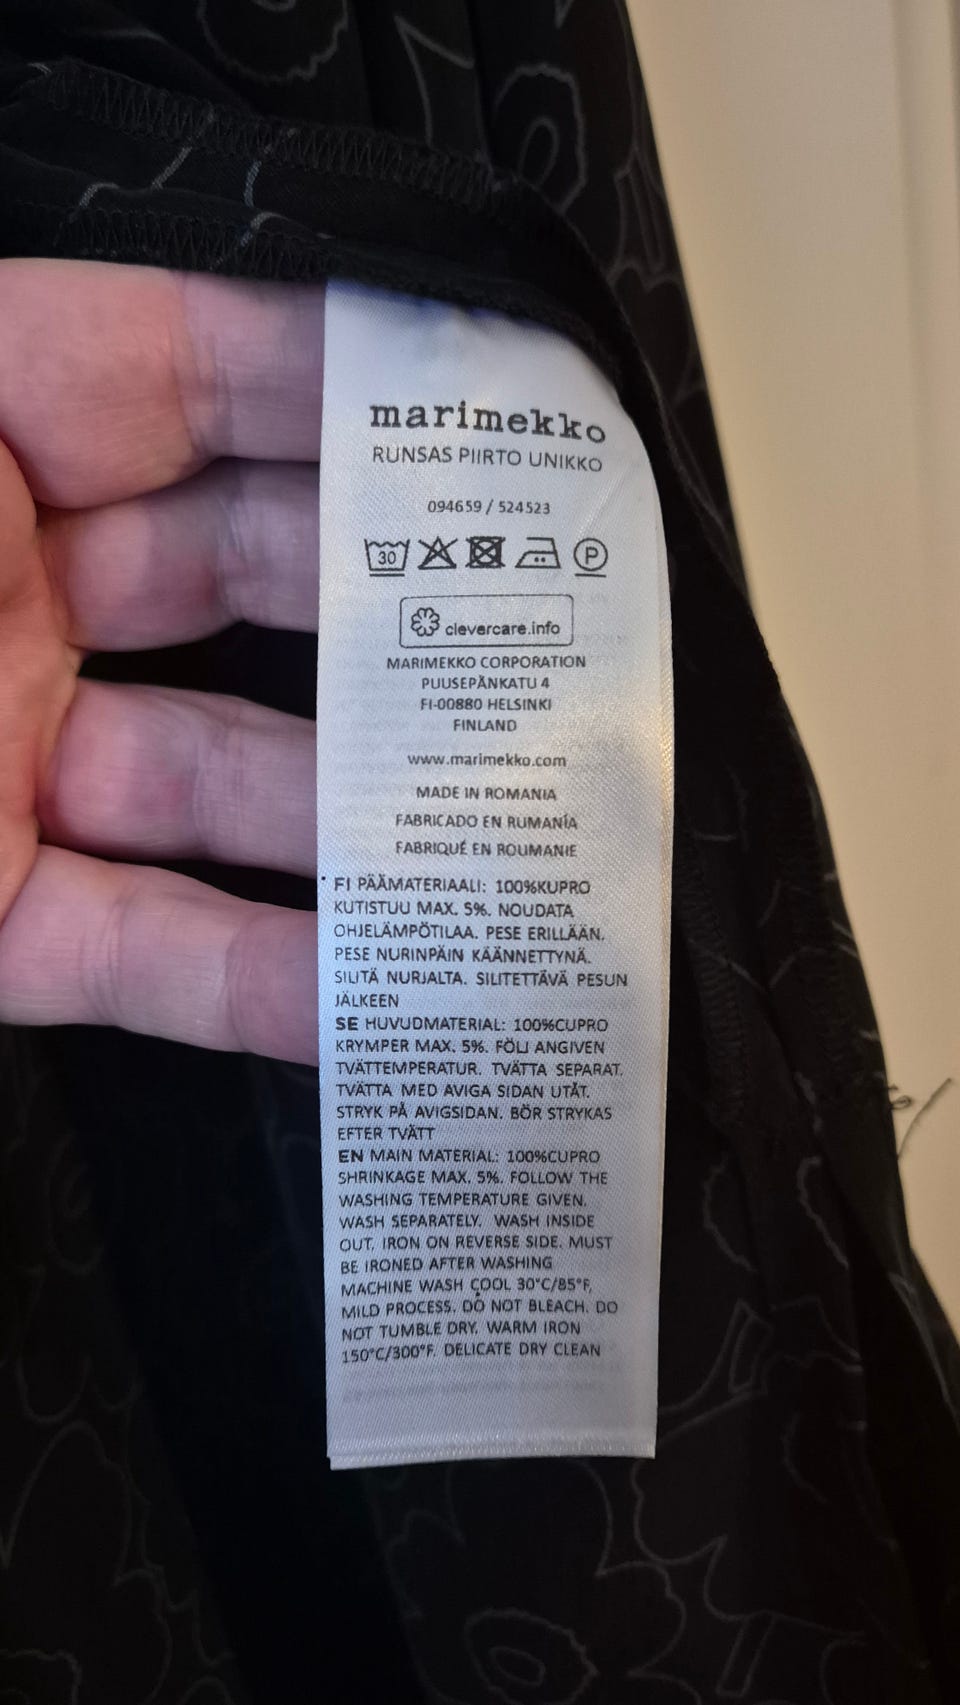 marimekko
RUNSAS PIIRTO UNIKKO
094659 / 524523
30
P
clevercare.info
MARIMEKKO CORPORATION
PUUSEPÄNKATU 4
FI-00880 HELSINKI
FINLAND
www.marimekko.com
MADE IN ROMANIA
FABRICADO EN RUMANÍA
FABRIQUÉ EN ROUMANIE
FI PÄÄMATERIAALI: 100%KUPRO
KUTISTUU MAX. 5%. NOUDATA
OHJELÄMPÖTILAA. PESE ERILLÄÄN.
PESE NURINPÄIN KÄÄNNETTYNÄ.
SILITÄ NURJALTA. SILITETTÄVÄ PESUN
JÄLKEEN
SE HUVUDMATERIAL: 100%CUPRO
KRYMPER MAX. 5%. FÖLJ ANGIVEN
TVÄTTEMPERATUR. TVÄTTA SEPARAT.
TVÄTTA MED AVIGA SIDAN UTÅT.
STRYK PÅ AVIGSIDAN. BÖR STRYKAS
EFTER TVÄTT
EN MAIN MATERIAL: 100%CUPRO
SHRINKAGE MAX. 5%. FOLLOW THE
WASHING TEMPERATURE GIVEN.
WASH SEPARATELY. WASH INSIDE
OUT. IRON ON REVERSE SIDE. MUST
BE IRONED AFTER WASHING
MACHINE WASH COOL 30°C/85°F,
MILD PROCESS. DO NOT BLEACH. DO
NOT TUMBLE DRY. WARM IRON
150°C/300°F. DELICATE DRY CLEAN